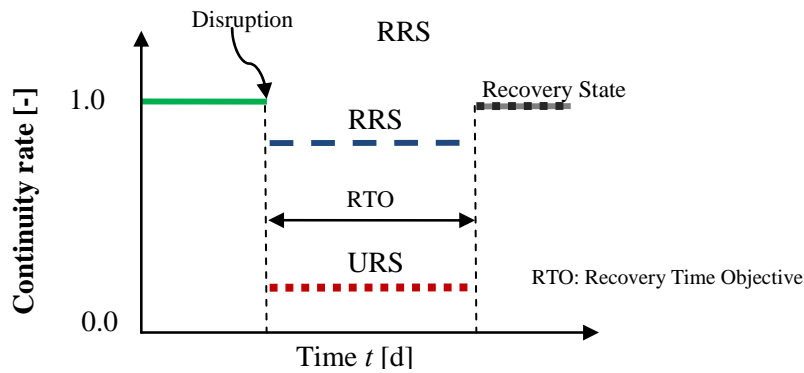 Disruption
RRS
Continuity rate [-]
1.0
Recovery State
RRS
RTO
URS
RTO: Recovery Time Objective
0.0
Time t [d]